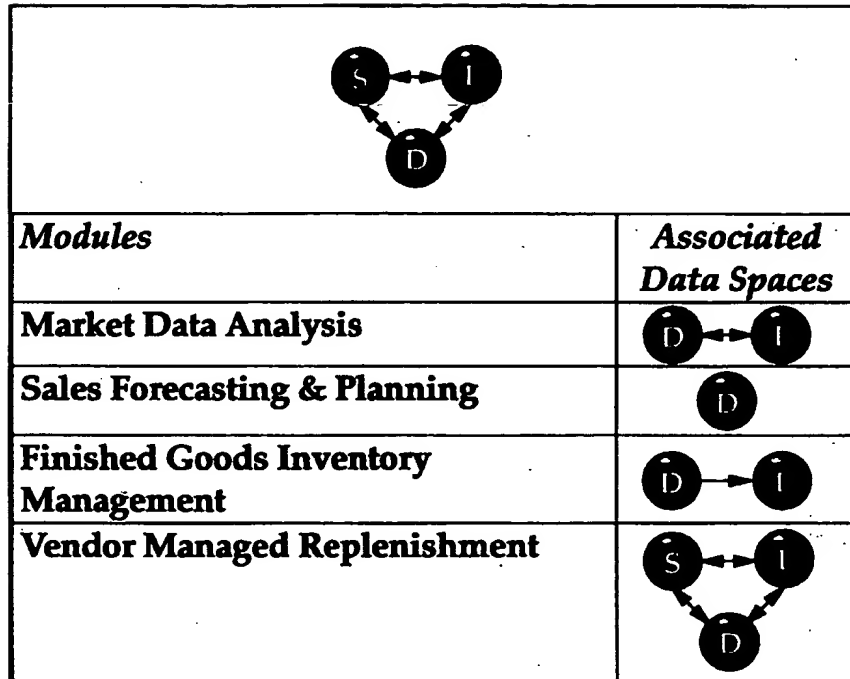 S I
D
Modules Associated
Data Spaces
Market Data Analysis D I
Sales Forecasting & Planning D
Finished Goods Inventory
Management D I
Vendor Managed Replenishment S I
D